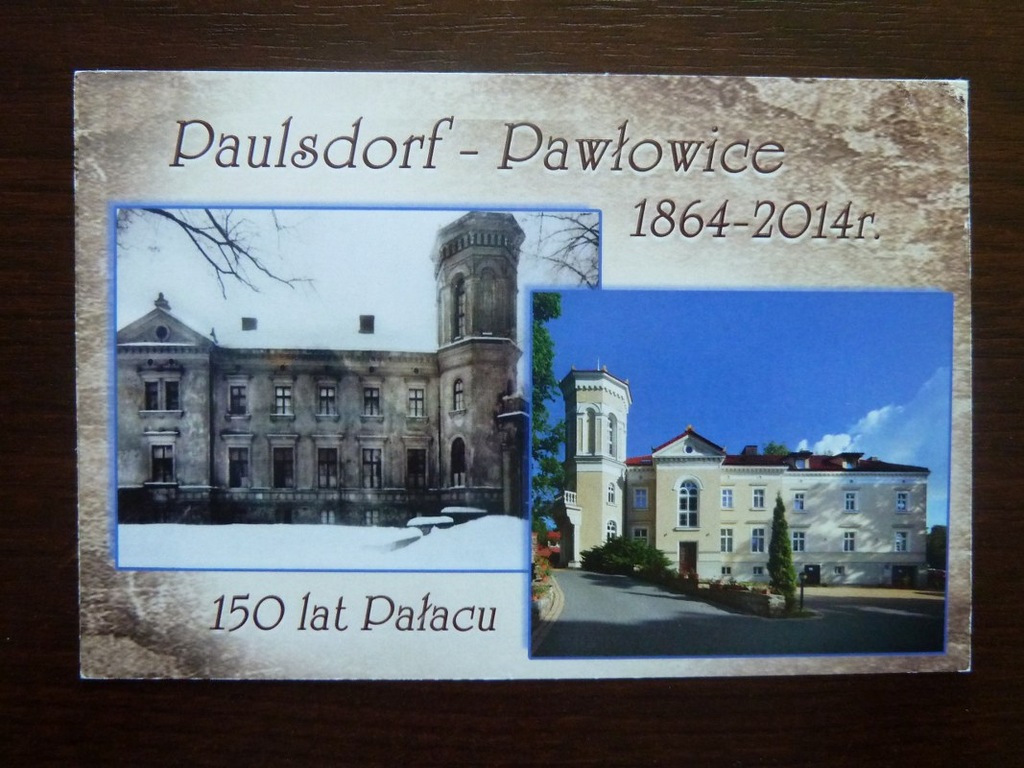 Paulsdorf - Pawłowice
1864-2014r.
150 lat Pałacu